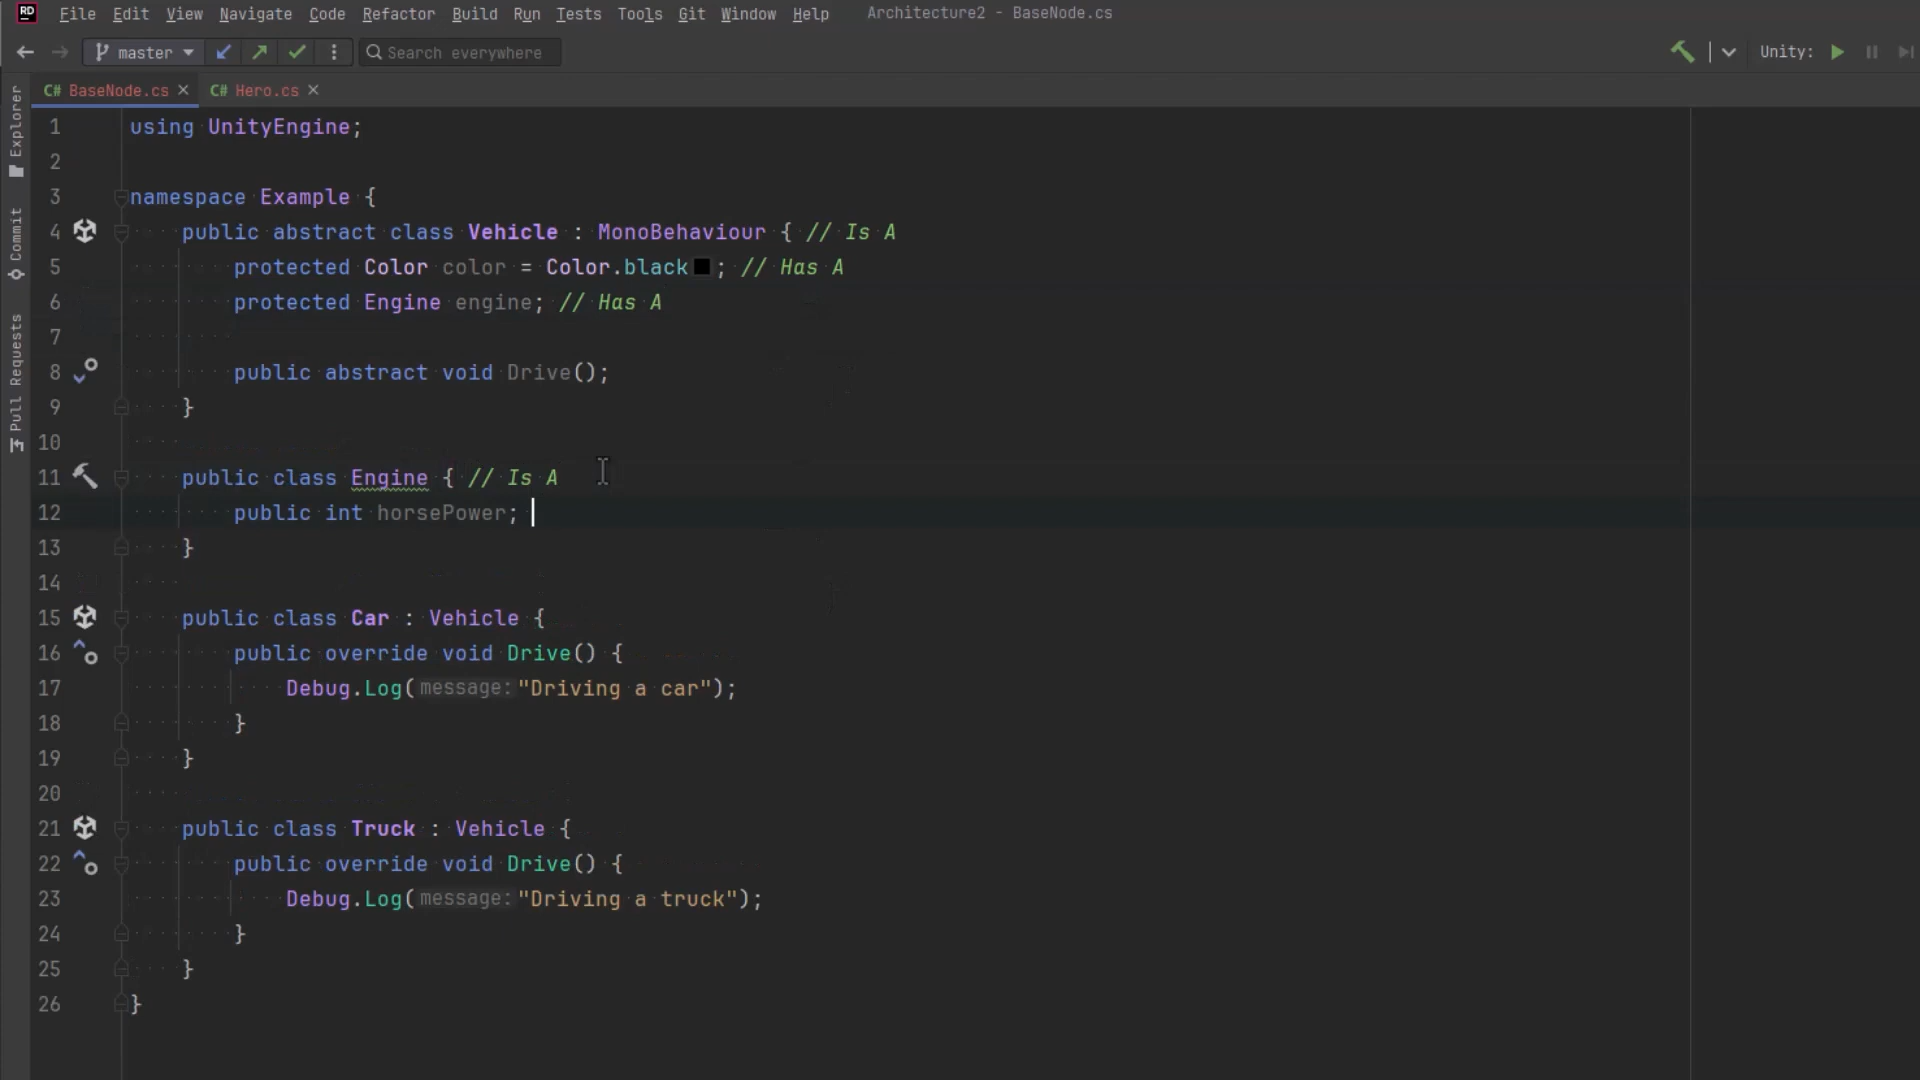 RD File Edit View Navigate Code Refactor Build Run Tests Tools Git Window Help Architecture2 - BaseNode.cs
master Search everywhere Unity:
C# BaseNode.cs C# Hero.cs
Explorer
Commit
Pull Requests
1 using UnityEngine;
2
3 namespace Example {
4 public abstract class Vehicle : MonoBehaviour { // Is A
5 protected Color color = Color.black ; // Has A
6 protected Engine engine; // Has A
7
8 public abstract void Drive();
9 }
10
11 public class Engine { // Is A
12 public int horsePower;
13 }
14
15 public class Car : Vehicle {
16 public override void Drive() {
17 Debug.Log(message:"Driving a car");
18 }
19 }
20
21 public class Truck : Vehicle {
22 public override void Drive() {
23 Debug.Log(message:"Driving a truck");
24 }
25 }
26 }